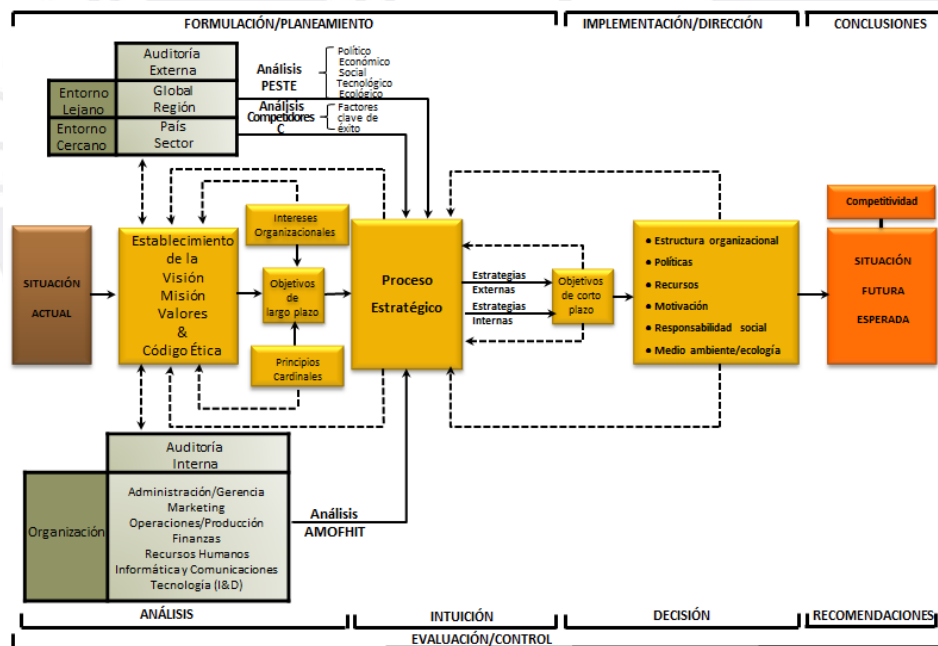 FORMULACIÓN/PLANEAMIENTO
IMPLEMENTACIÓN/DIRECCIÓN
CONCLUSIONES
Auditoría
Externa
Entorno
Lejano
Global
Región
Entorno
Cercano
País
Sector
Análisis
PESTE
Político
Económico
Social
Tecnológico
Ecológico
Análisis
Competidores
C
Factores
clave de
éxito
SITUACIÓN
ACTUAL
Establecimiento
de la
Visión
Misión
Valores
&
Código Ética
Intereses
Organizacionales
Objetivos
de
largo plazo
Principios
Cardinales
Proceso
Estratégico
Estrategias
Externas
Estrategias
Internas
Objetivos
de corto
plazo
• Estructura organizacional
• Políticas
• Recursos
• Motivación
• Responsabilidad social
• Medio ambiente/ecología
Competitividad
SITUACIÓN
FUTURA
ESPERADA
Auditoría
Interna
Organización
Administración/Gerencia
Marketing
Operaciones/Producción
Finanzas
Recursos Humanos
Informática y Comunicaciones
Tecnología (I&D)
Análisis
AMOFHIT
ANÁLISIS
INTUICIÓN
DECISIÓN
RECOMENDACIONES
EVALUACIÓN/CONTROL